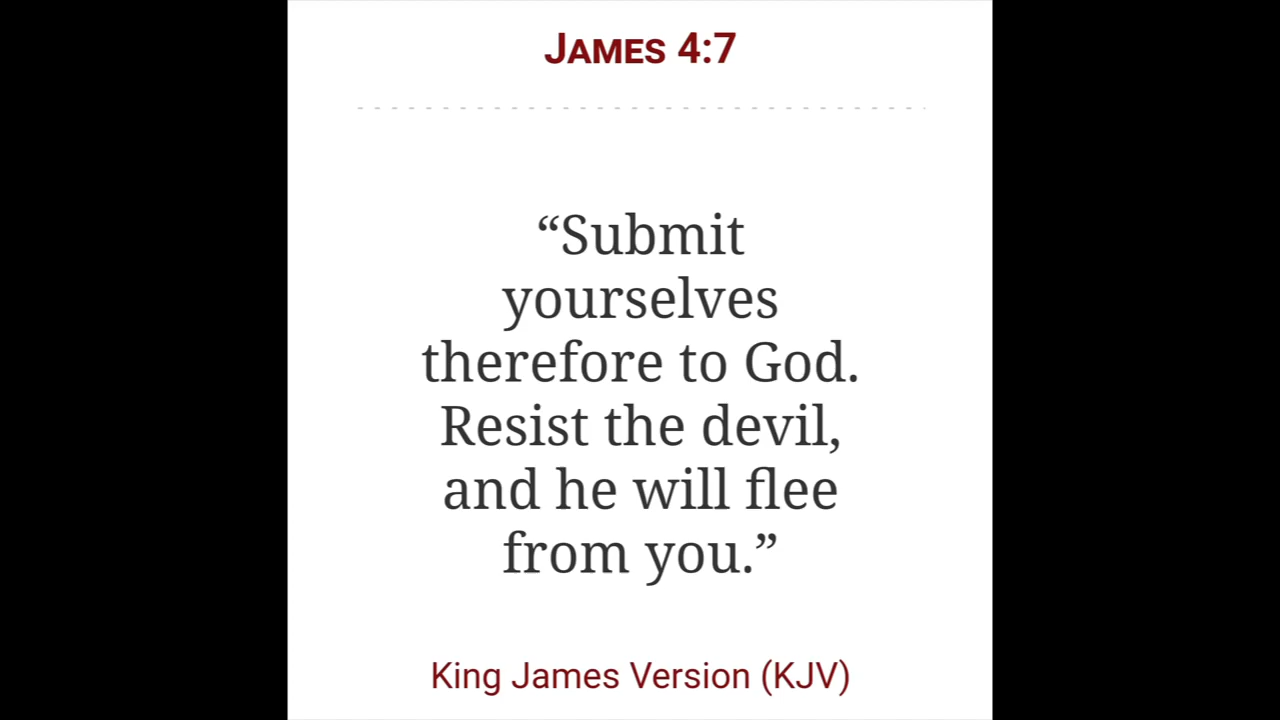 JAMES 4:7
“Submit
yourselves
therefore to God.
Resist the devil,
and he will flee
from you.”
King James Version (KJV)